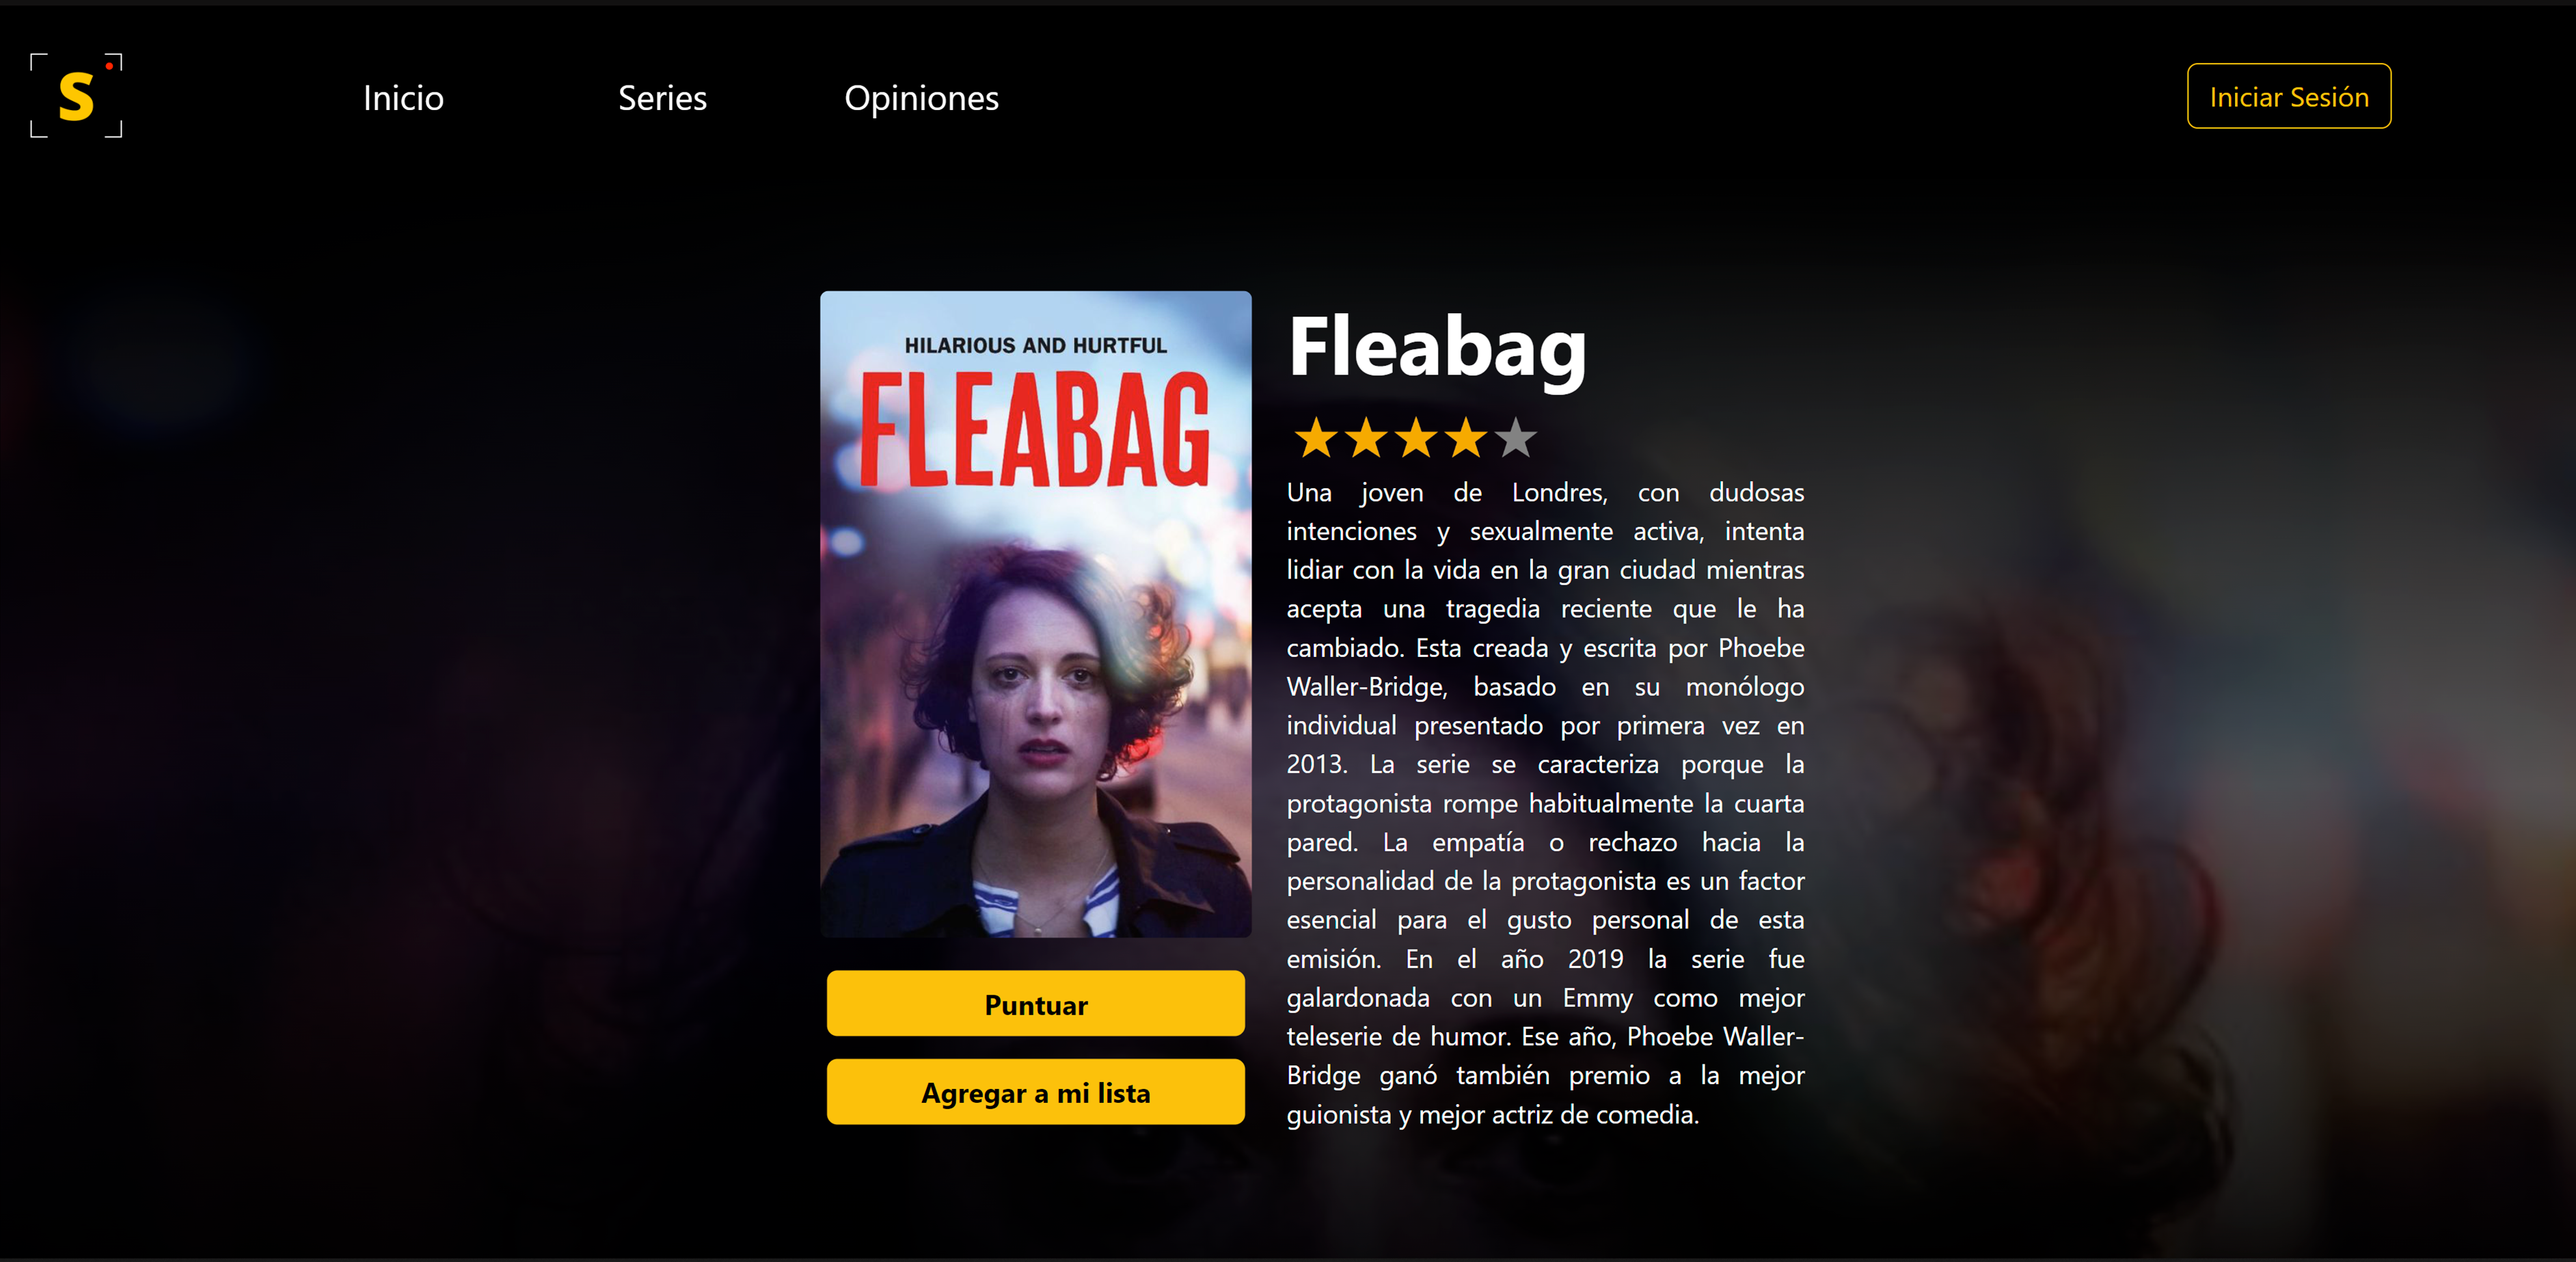 S
Inicio
Series
Opiniones
Iniciar Sesión
HILARIOUS AND HURTFUL
FLEABAG
Puntuar
Agregar a mi lista
Fleabag
Una joven de Londres, con dudosas
intenciones y sexualmente activa, intenta
lidiar con la vida en la gran ciudad mientras
acepta una tragedia reciente que le ha
cambiado. Esta creada y escrita por Phoebe
Waller-Bridge, basado en su monólogo
individual presentado por primera vez en
2013. La serie se caracteriza porque la
protagonista rompe habitualmente la cuarta
pared. La empatía o rechazo hacia la
personalidad de la protagonista es un factor
esencial para el gusto personal de esta
emisión. En el año 2019 la serie fue
galardonada con un Emmy como mejor
teleserie de humor. Ese año, Phoebe Waller-
Bridge ganó también premio a la mejor
guionista y mejor actriz de comedia.